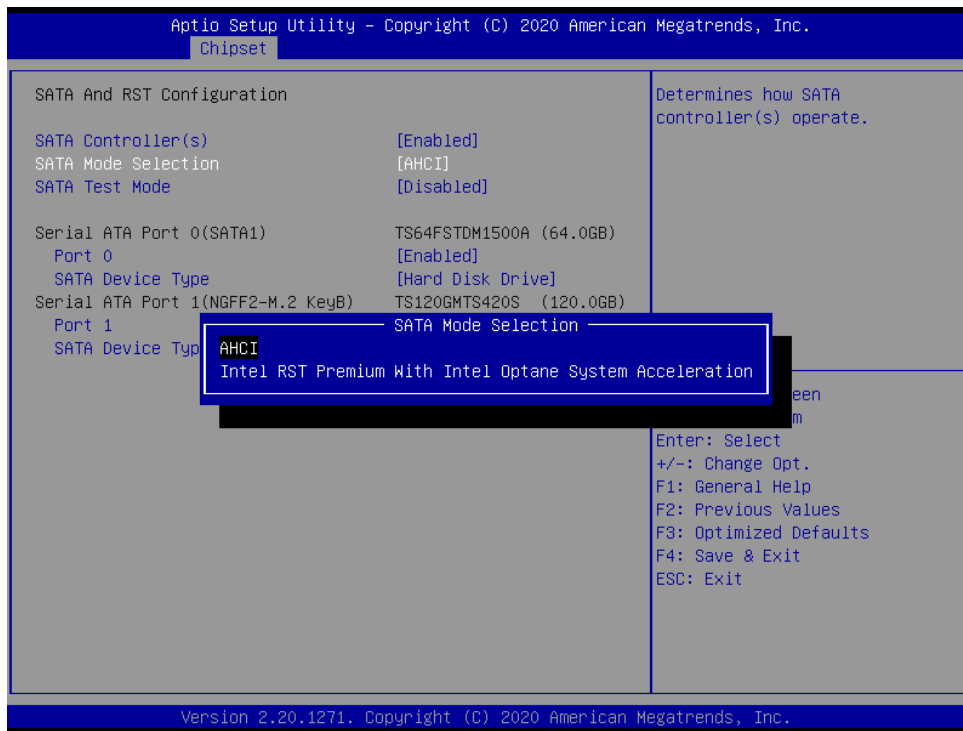 Aptio Setup Utility – Copyright (C) 2020 American Megatrends, Inc.
Chipset
SATA And RST Configuration
SATA Controller(s) [Enabled]
SATA Mode Selection [AHCI]
SATA Test Mode [Disabled]
Serial ATA Port 0(SATA1) TS64FSTDM1500A (64.0GB)
Port 0 [Enabled]
SATA Device Type [Hard Disk Drive]
Serial ATA Port 1(NGFF2-M.2 KeyB) TS120GMTS420S (120.0GB)
Port 1
SATA Device Typ
SATA Mode Selection
AHCI
Intel RST Premium With Intel Optane System Acceleration
Determines how SATA
controller(s) operate.
een
m
Enter: Select
+/-: Change Opt.
F1: General Help
F2: Previous Values
F3: Optimized Defaults
F4: Save & Exit
ESC: Exit
Version 2.20.1271. Copyright (C) 2020 American Megatrends, Inc.